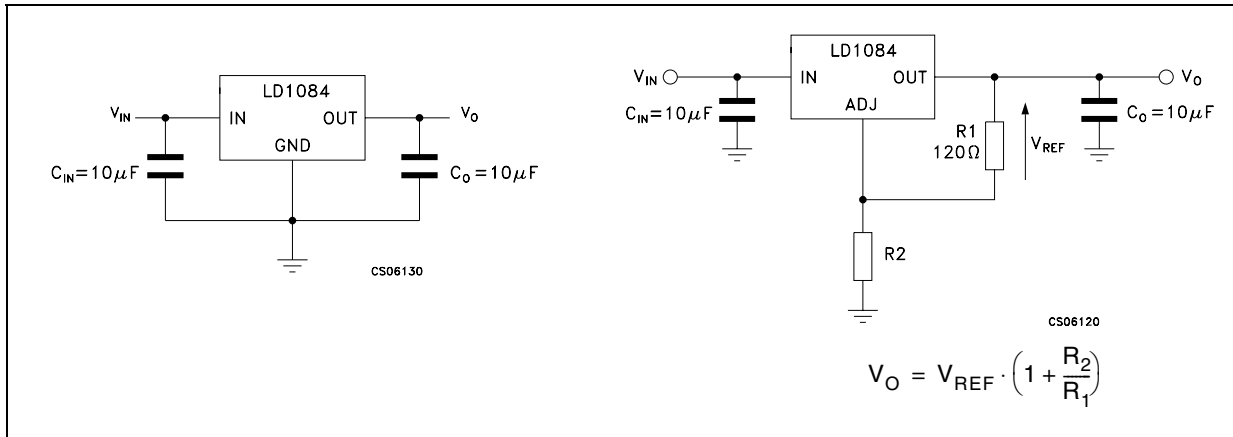 LD1084
V_IN IN OUT V_O
GND
C_IN=10μF C_O=10μF
CS06130
LD1084
V_IN IN OUT V_O
ADJ
C_IN=10μF R1 120Ω V_REF C_O=10μF
R2
CS06120
V_O = V_REF · (1 + R_2/R_1)